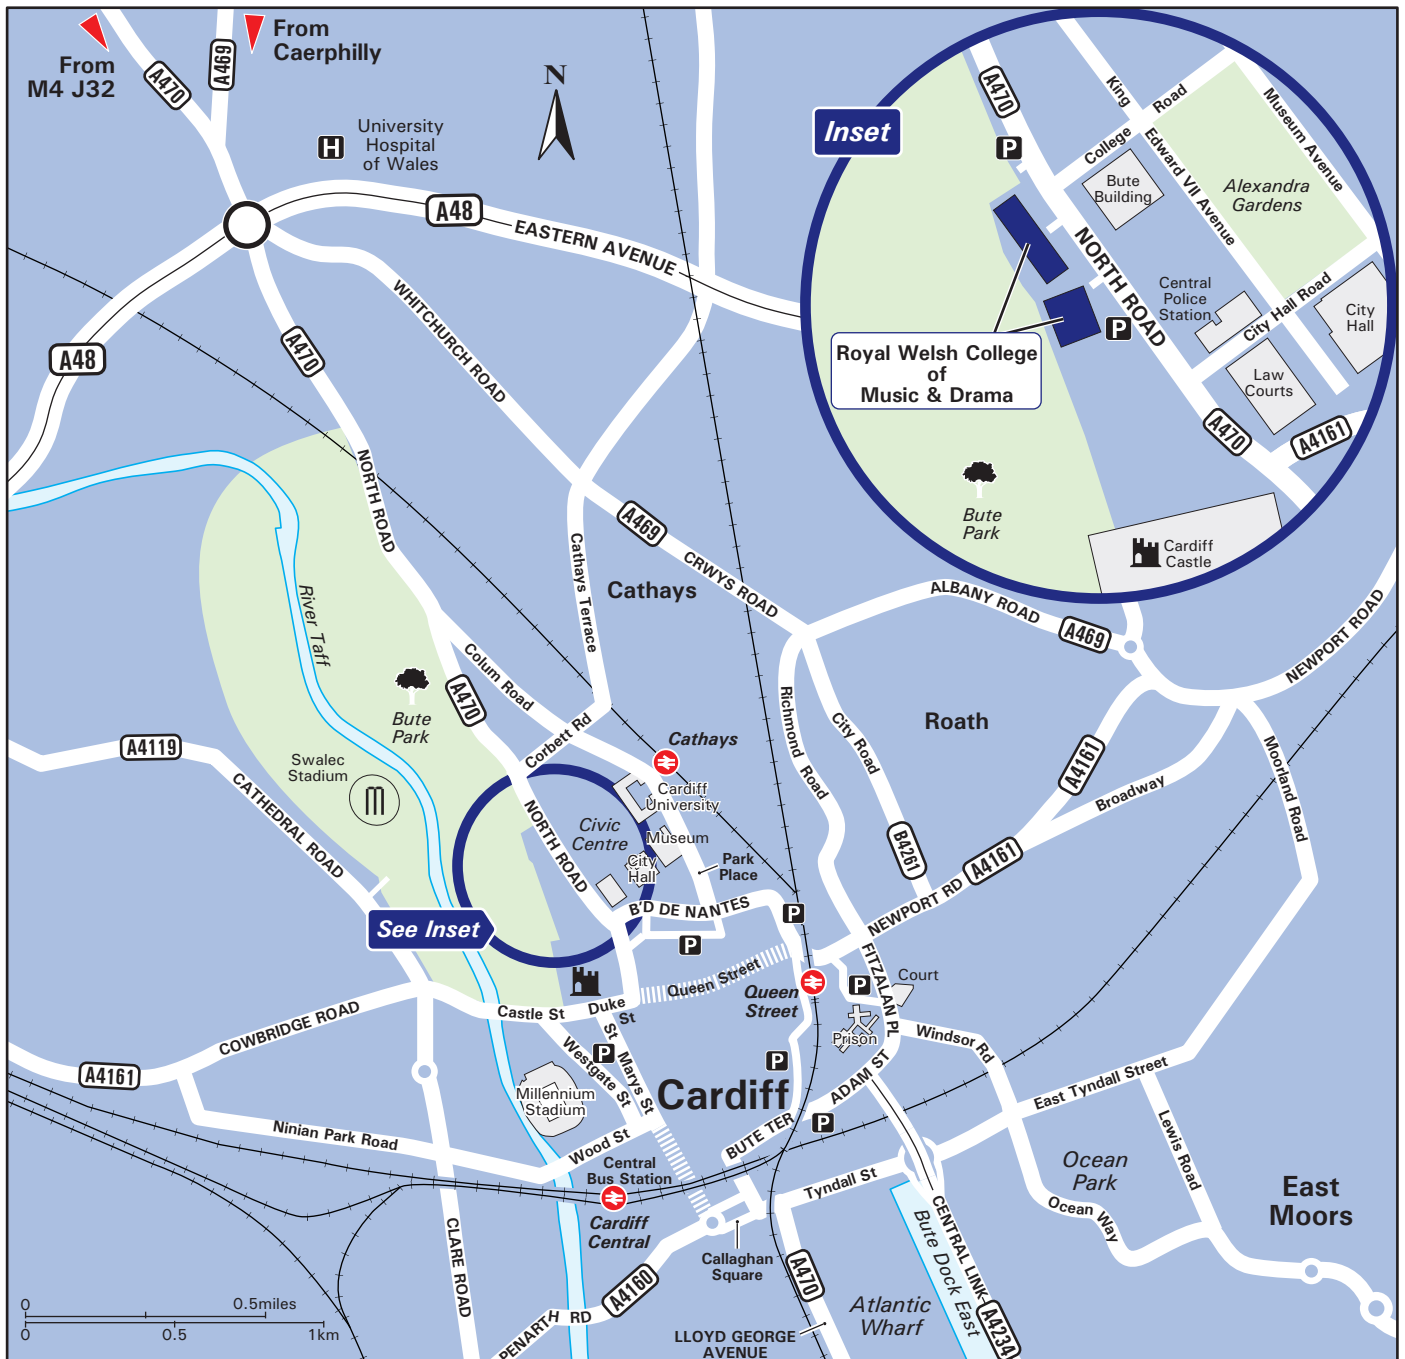 From
M4 J32
A470
A469
From
Caerphilly
N
H
University
Hospital
of Wales
A48
EASTERN AVENUE
A48
A470
WHITCHURCH ROAD
NORTH ROAD
Inset
A470
P
King
Edward VII Avenue
College
Road
Museum Avenue
Bute
Building
Alexandra
Gardens
NORTH ROAD
Central
Police
Station
City Hall Road
City
Hall
P
Royal Welsh College
of
Music & Drama
Law
Courts
A470
A4161
Bute
Park
Cardiff
Castle
A469
CRWYS ROAD
Cathays Terrace
Cathays
ALBANY ROAD
A469
NEWPORT ROAD
River Taff
Colum Road
A470
Bute
Park
Corbett Rd
Cathays
Richmond Road
City Road
Roath
A4161
Broadway
Moorland Road
A4119
Swalec
Stadium
CATHEDRAL ROAD
NORTH ROAD
Civic
Centre
Cardiff
University
Museum
City
Hall
Park
Place
B4261
A4161
NEWPORT RD
See Inset
B'D DE NANTES
P
P
Queen Street
Queen
Street
P
FITZALAN PL
Court
Prison
Windsor Rd
Castle St
Duke
St
COWBRIDGE ROAD
A4161
Westgate St
P
St Marys St
P
Cardiff
ADAM ST
P
BUTE TER
East Tyndall Street
Millennium
Stadium
Ninian Park Road
Wood St
Central
Bus Station
Cardiff
Central
Tyndall St
Lewis Road
Ocean
Park
Ocean Way
East
Moors
CLARE ROAD
Callaghan
Square
A470
A4160
PENARTH RD
LLOYD GEORGE
AVENUE
Atlantic
Wharf
Bute Dock East
CENTRAL LINK
A4234
0
0.5miles
0
0.5
1km